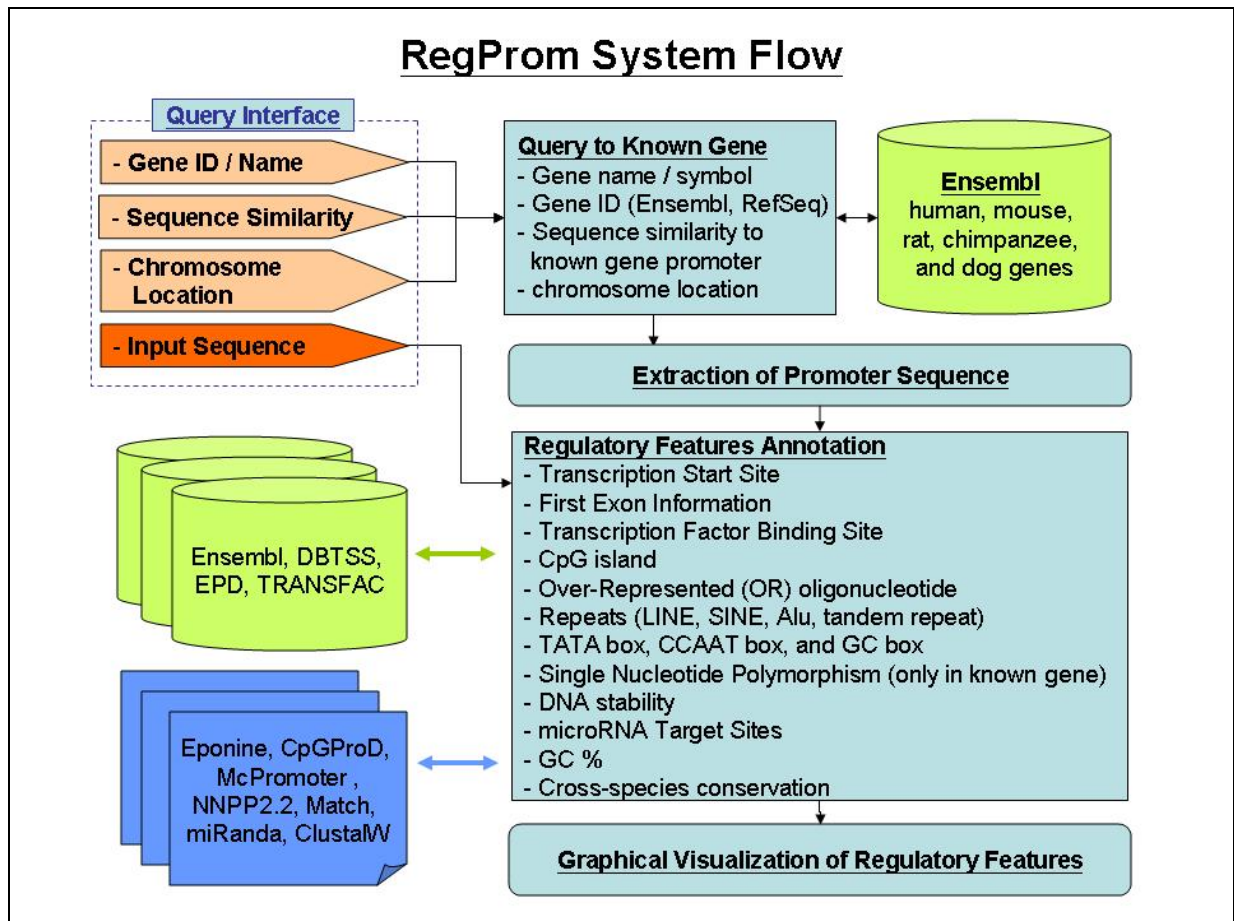 RegProm System Flow
Query Interface
- Gene ID / Name
- Sequence Similarity
- Chromosome
Location
- Input Sequence
Query to Known Gene
- Gene name / symbol
- Gene ID (Ensembl, RefSeq)
- Sequence similarity to
known gene promoter
- chromosome location
Ensembl
human, mouse,
rat, chimpanzee,
and dog genes
Extraction of Promoter Sequence
Regulatory Features Annotation
- Transcription Start Site
- First Exon Information
- Transcription Factor Binding Site
- CpG island
- Over-Represented (OR) oligonucleotide
- Repeats (LINE, SINE, Alu, tandem repeat)
- TATA box, CCAAT box, and GC box
- Single Nucleotide Polymorphism (only in known gene)
- DNA stability
- microRNA Target Sites
- GC %
- Cross-species conservation
Ensembl, DBTSS,
EPD, TRANSFAC
Eponine, CpGProD,
McPromoter ,
NNPP2.2, Match,
miRanda, ClustalW
Graphical Visualization of Regulatory Features